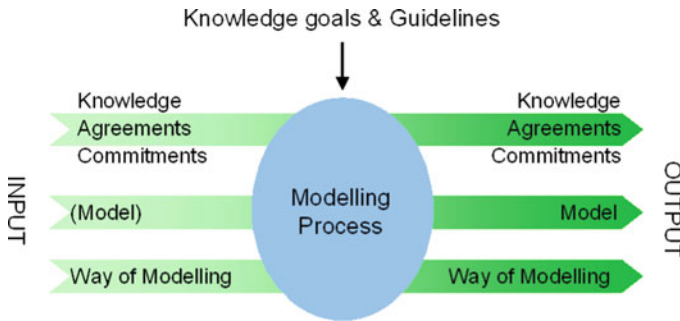 Knowledge goals & Guidelines
INPUT
Knowledge
Agreements
Commitments
(Model)
Way of Modelling
Modelling
Process
Knowledge
Agreements
Commitments
Model
Way of Modelling
OUTPUT